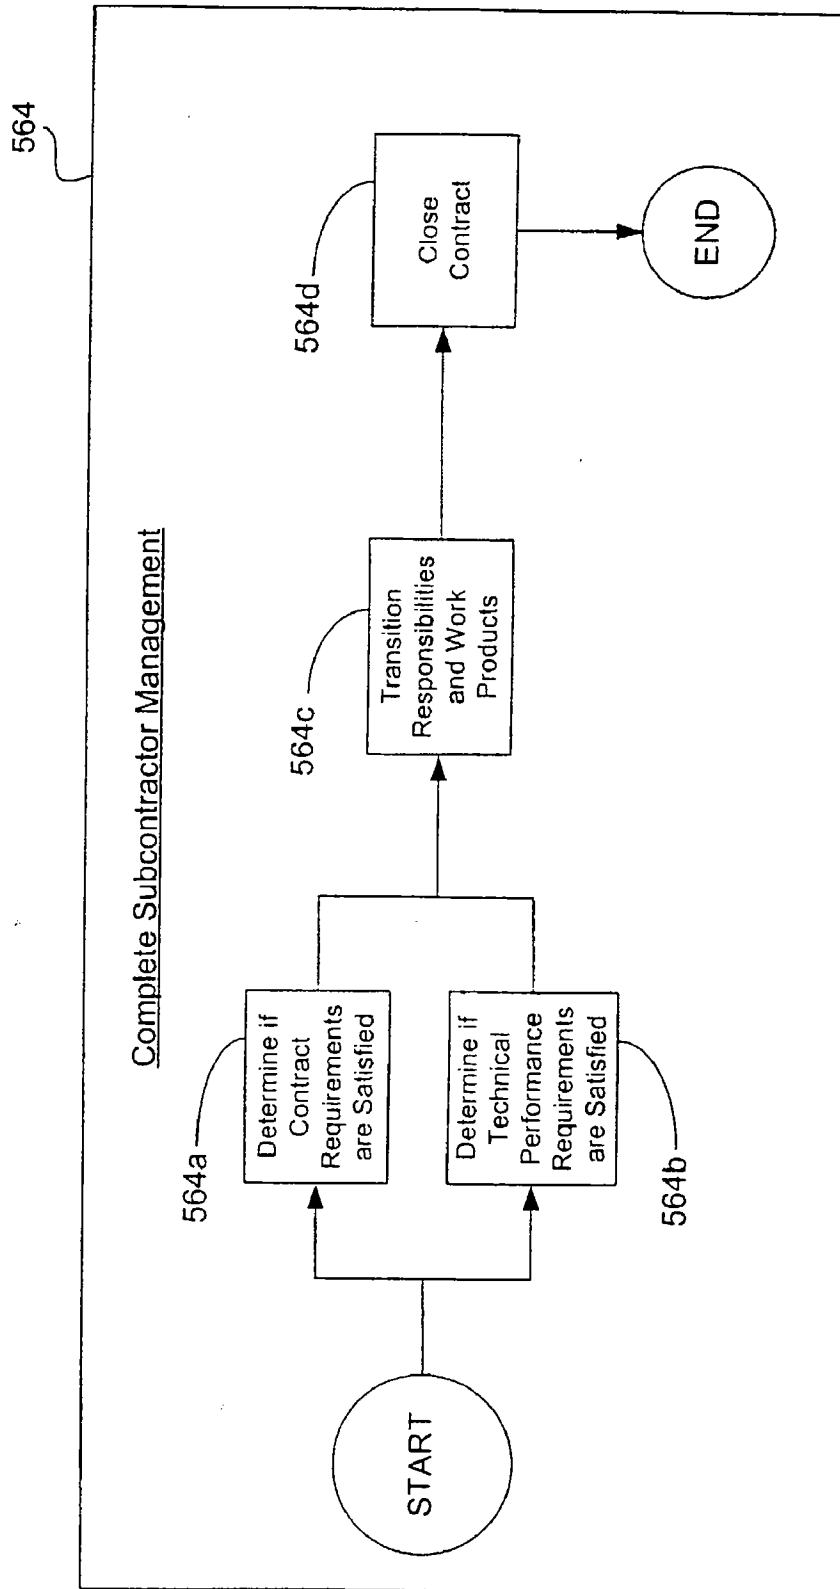 564
Complete Subcontractor Management
START
564a
Determine if
Contract
Requirements
are Satisfied
Determine if
Technical
Performance
Requirements
are Satisfied
564b
564c
Transition
Responsibilities
and Work
Products
564d
Close
Contract
END